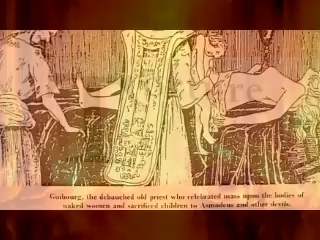 Guibourg, the debauched old priest who celebrated mass upon the bodies of
naked women and sacrificed children to Asmodeus and other devils.